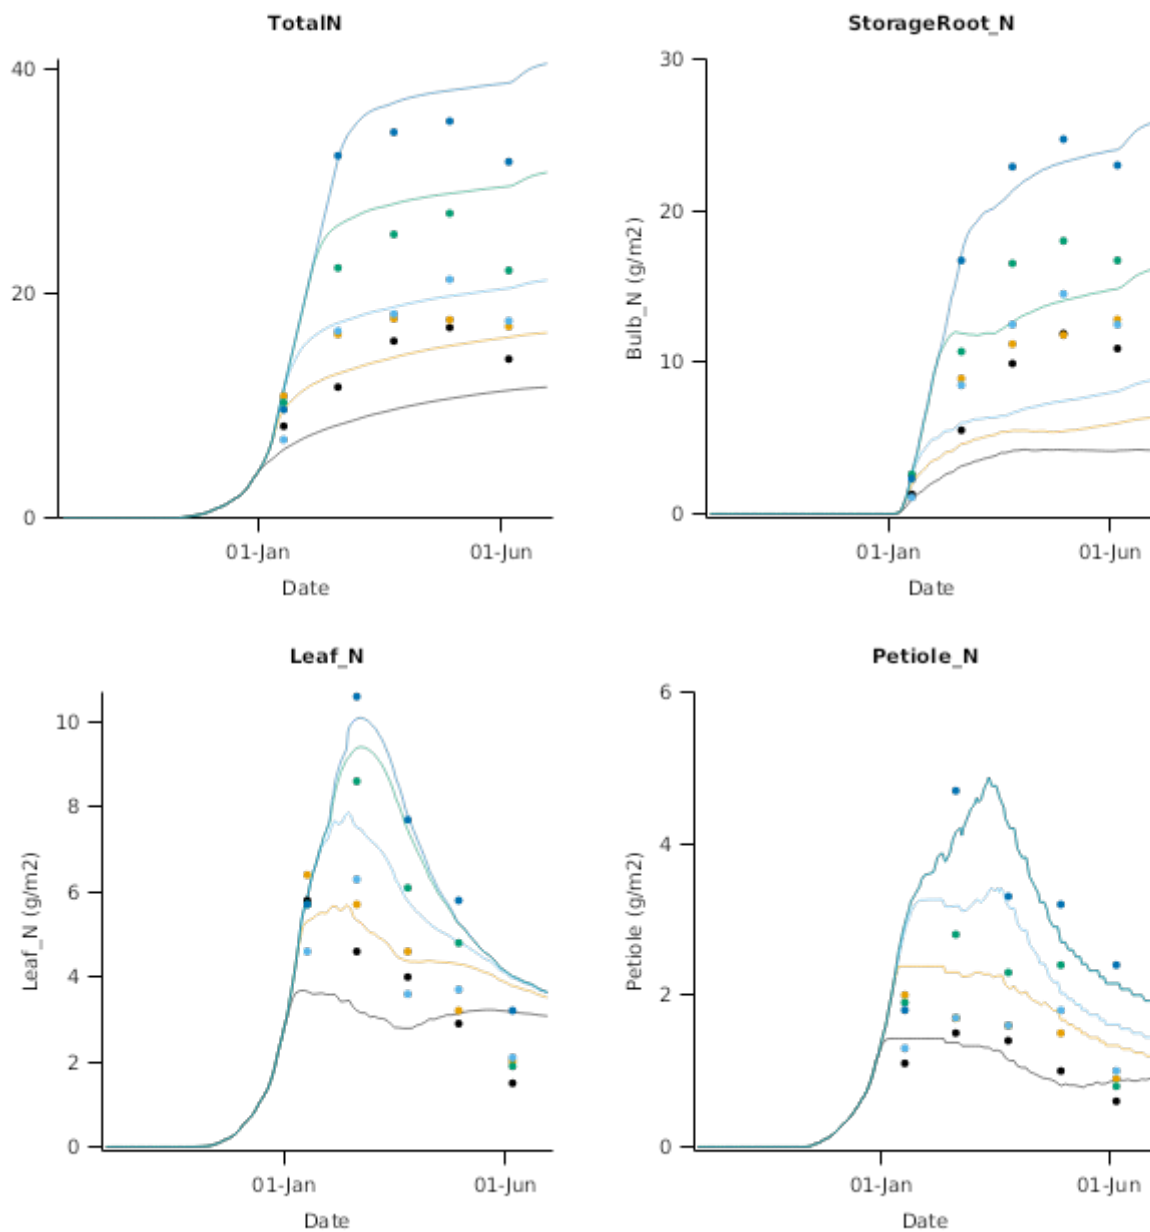 TotalN
40
20
0
01-Jan
01-Jun
Date
StorageRoot_N
Bulb_N (g/m2)
30
20
10
0
01-Jan
01-Jun
Date
Leaf_N
Leaf_N (g/m2)
10
8
6
4
2
0
01-Jan
01-Jun
Date
Petiole_N
Petiole (g/m2)
6
4
2
0
01-Jan
01-Jun
Date